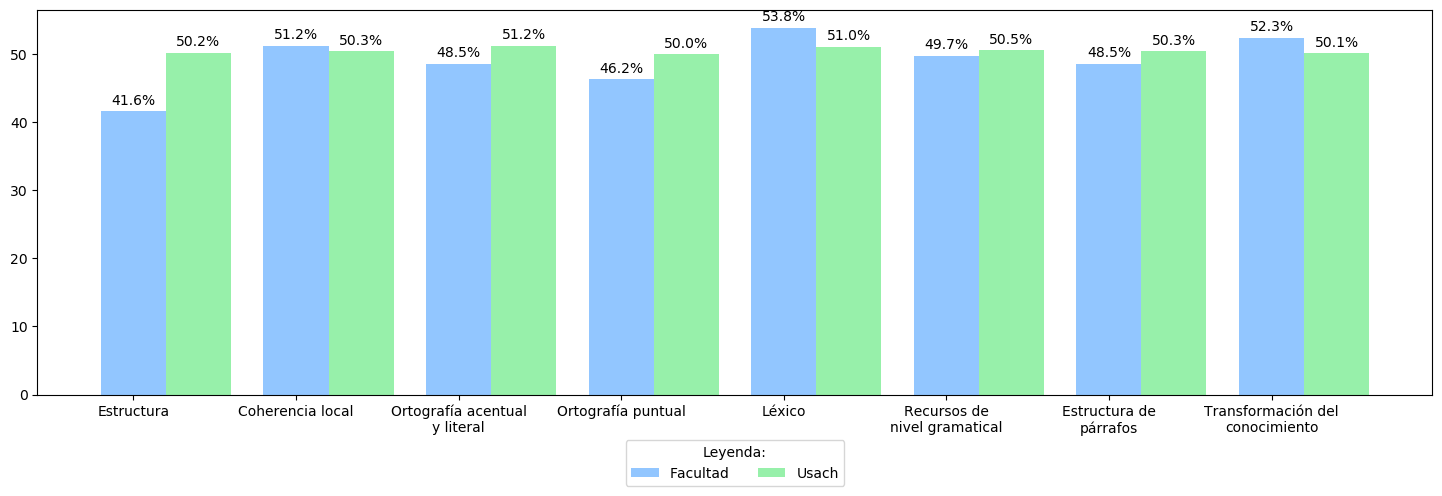 53.8%
52.3%
51.2%
50.3%
51.2%
50.2%
48.5%
50.0%
51.0%
49.7%
50.5%
48.5%
50.3%
50.1%
46.2%
41.6%
50
40
30
20
10
0
Estructura
Coherencia local
Ortografía acentual
y literal
Ortografía puntual
Léxico
Recursos de
nivel gramatical
Estructura de
párrafos
Transformación del
conocimiento
Leyenda:
Facultad
Usach